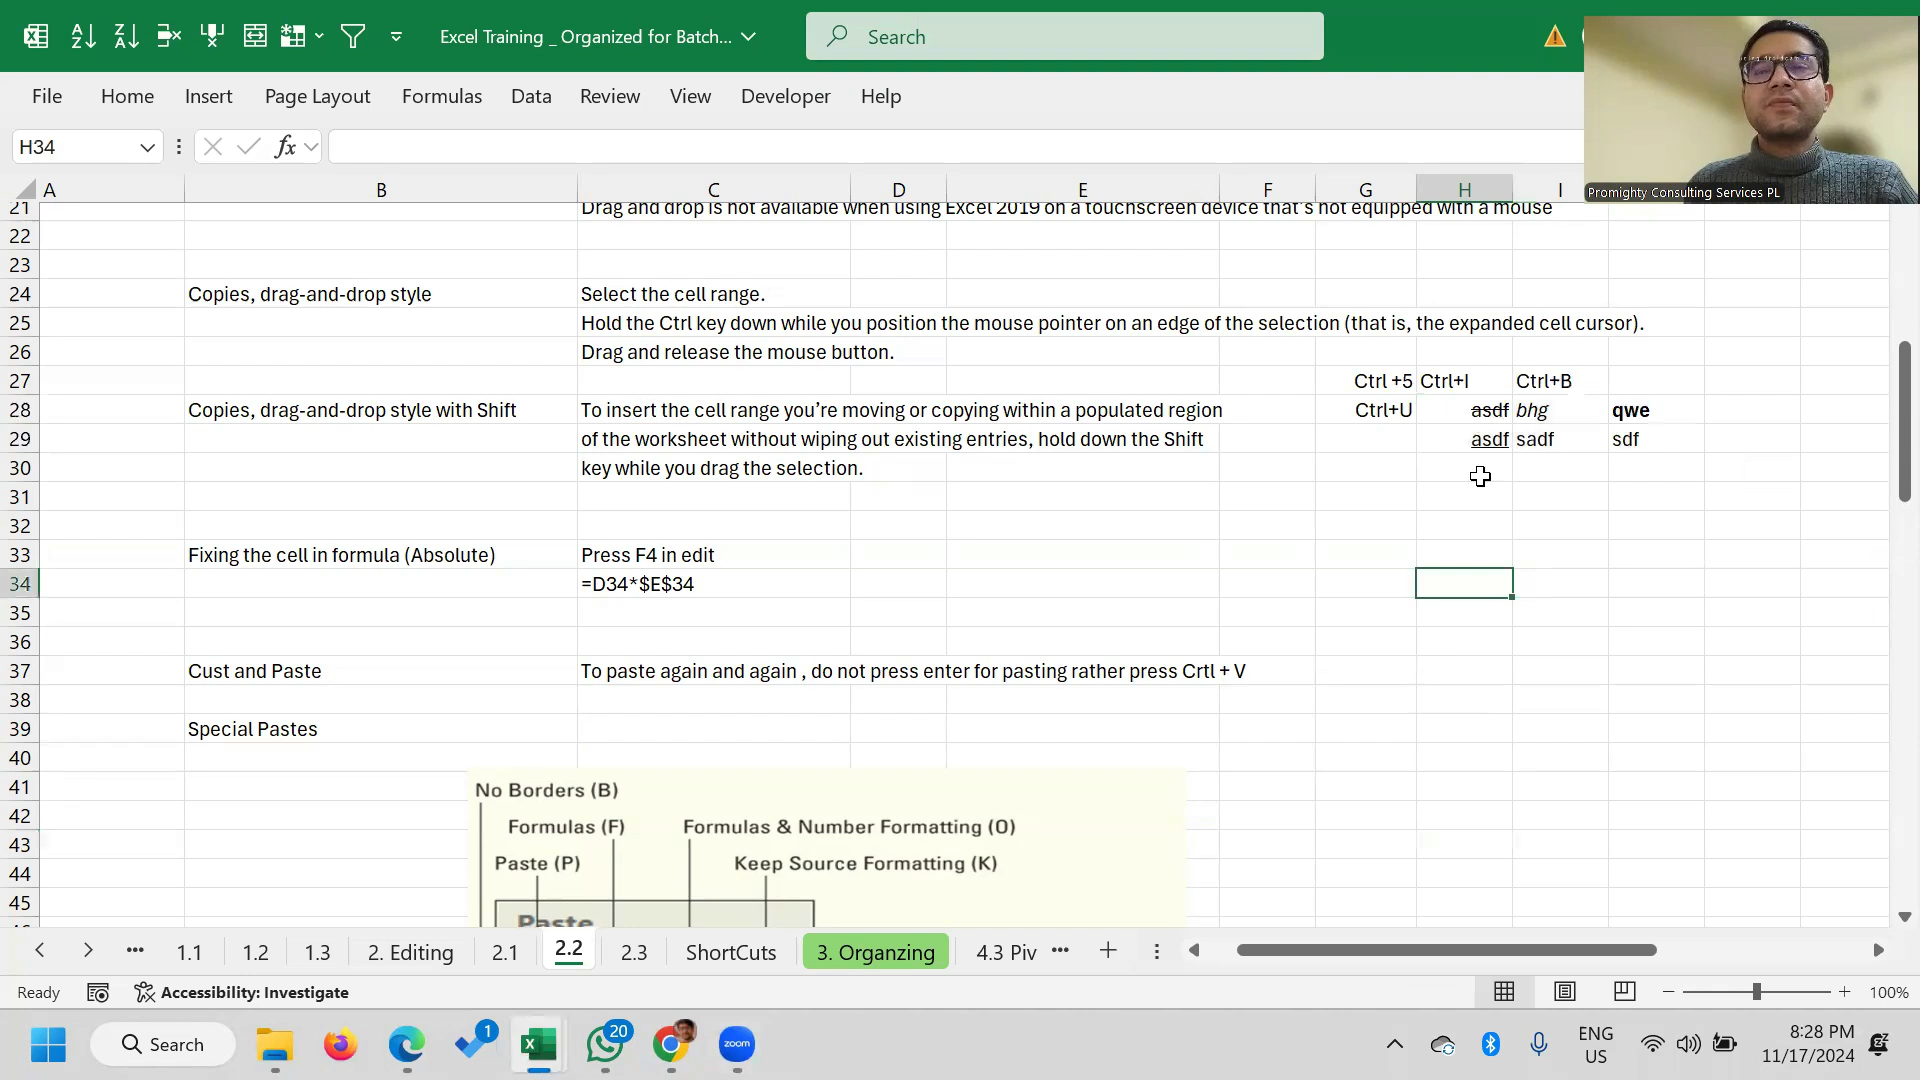 Excel Training _ Organized for Batch...
Search
Promighty Consulting Services PL
File Home Insert Page Layout Formulas Data Review View Developer Help
H34 fx
A B C D E F G H I
21 Drag and drop is not available when using Excel 2019 on a touchscreen device that's not equipped with a mouse
22
23
24 Copies, drag-and-drop style Select the cell range.
25 Hold the Ctrl key down while you position the mouse pointer on an edge of the selection (that is, the expanded cell cursor).
26 Drag and release the mouse button.
27 Ctrl +5 Ctrl+I Ctrl+B
28 Copies, drag-and-drop style with Shift To insert the cell range you’re moving or copying within a populated region Ctrl+U asdf bhg qwe
29 of the worksheet without wiping out existing entries, hold down the Shift asdf sadf sdf
30 key while you drag the selection.
31
32
33 Fixing the cell in formula (Absolute) Press F4 in edit
34 =D34*$E$34
35
36
37 Cust and Paste To paste again and again , do not press enter for pasting rather press Crtl + V
38
39 Special Pastes
40
41 No Borders (B)
42 Formulas (F) Formulas & Number Formatting (O)
43
44 Paste (P) Keep Source Formatting (K)
45
Paste
1.1 1.2 1.3 2. Editing 2.1 2.2 2.3 ShortCuts 3. Organzing 4.3 Piv
Ready Accessibility: Investigate 100%
Search 1 20 zoom ENG US 8:28 PM 11/17/2024